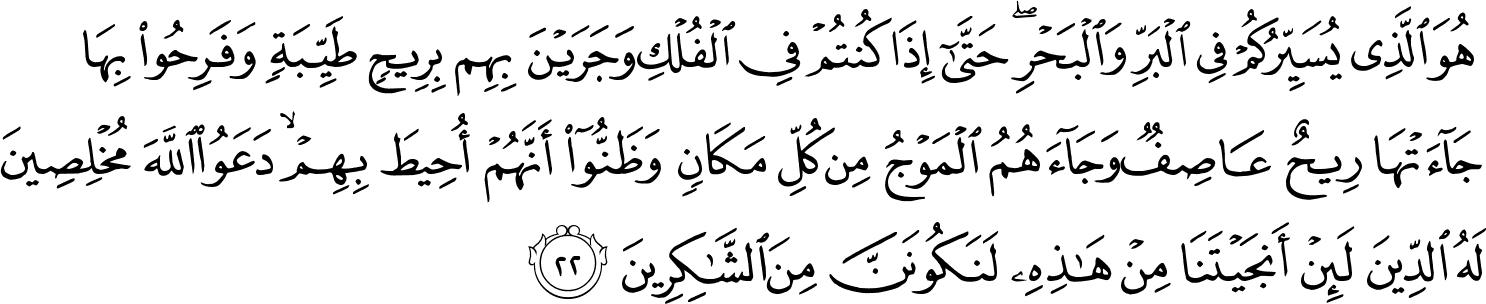 هُوَ ٱلَّذِى يُسَيِّرُكُمْ فِى ٱلْبَرِّ وَٱلْبَحْرِ ۖ حَتَّىٰٓ إِذَا كُنتُمْ فِى ٱلْفُلْكِ وَجَرَيْنَ بِهِم بِرِيحٍ طَيِّبَةٍ وَفَرِحُوا۟ بِهَا
جَآءَتْهَا رِيحٌ عَاصِفٌ وَجَآءَهُمُ ٱلْمَوْجُ مِن كُلِّ مَكَانٍ وَظَنُّوٓا۟ أَنَّهُمْ أُحِيطَ بِهِمْ ۙ دَعَوُا۟ ٱللَّهَ مُخْلِصِينَ
لَهُ ٱلدِّينَ لَئِنْ أَنجَيْتَنَا مِنْ هَـٰذِهِۦ لَنَكُونَنَّ مِنَ ٱلشَّـٰكِرِينَ ٢٢